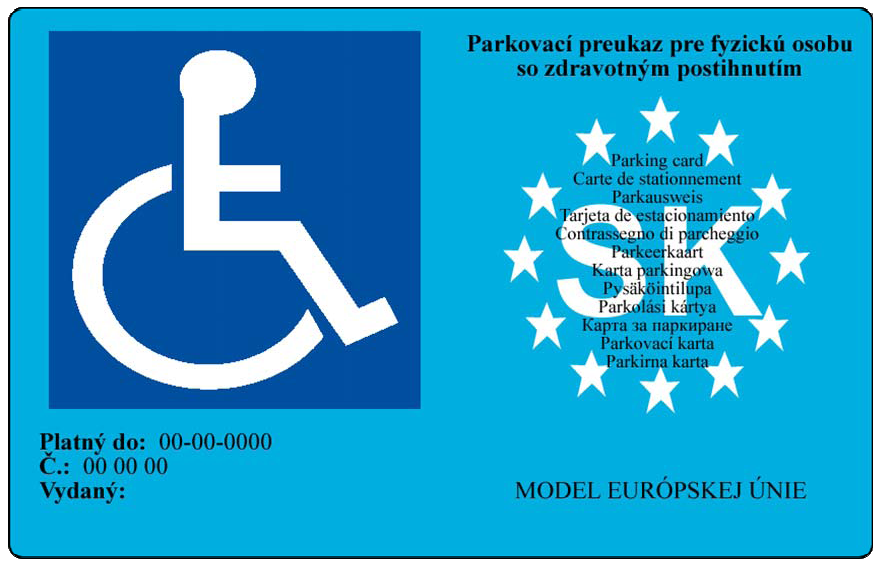 Parkovací preukaz pre fyzickú osobu
so zdravotným postihnutím
SK
Parking card
Carte de stationnement
Parkausweis
Tarjeta de estacionamiento
Contrassegno di parcheggio
Parkeerkaart
Karta parkingowa
Pysäköintilupa
Parkolási kártya
Карта за паркиране
Parkovací karta
Parkirna karta
Platný do: 00-00-0000
Č.: 00 00 00
Vydaný:
MODEL EURÓPSKEJ ÚNIE